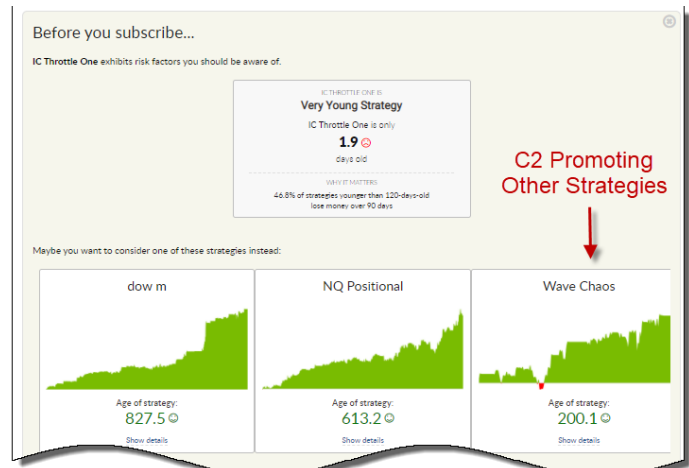 Before you subscribe...
IC Throttle One exhibits risk factors you should be aware of.
IC THROTTLE ONE IS
Very Young Strategy
IC Throttle One is only
1.9
days old
WHY IT MATTERS
46.8% of strategies younger than 120-days-old
lose money over 90 days
C2 Promoting
Other Strategies
Maybe you want to consider one of these strategies instead:
dow m
NQ Positional
Wave Chaos
Age of strategy:
827.5
Show details
Age of strategy:
613.2
Show details
Age of strategy:
200.1
Show details